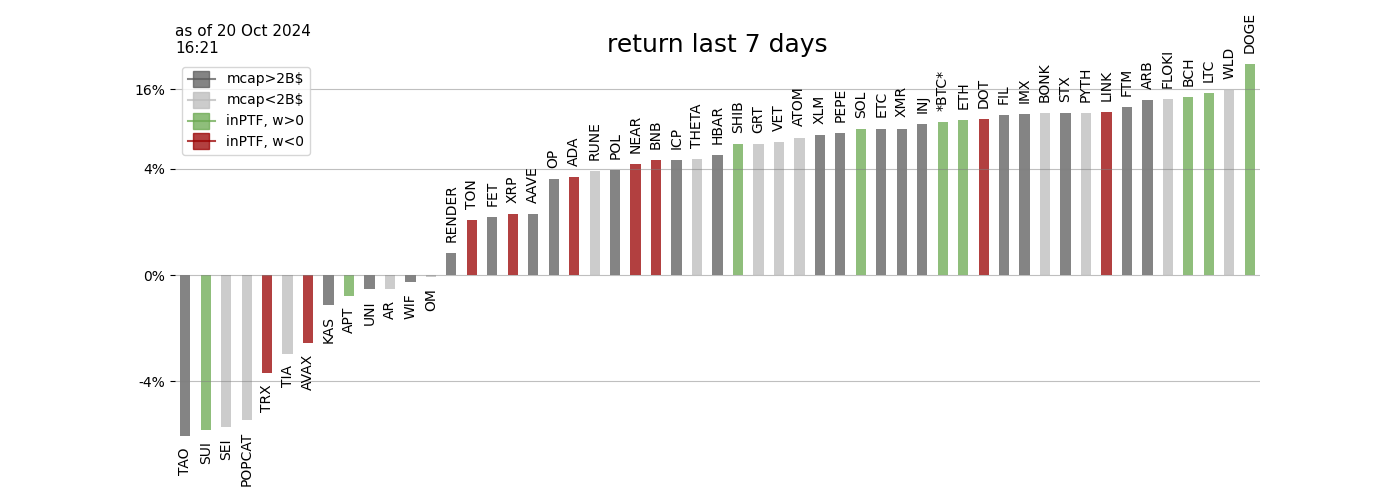 as of 20 Oct 2024
16:21
return last 7 days
mcap>2B$
mcap<2B$
inPTF, w>0
inPTF, w<0
16%
4%
0%
-4%
TAO
SUI
SEI
POPCAT
TRX
TIA
AVAX
KAS
APT
UNI
AR
WIF
OM
RENDER
TON
FET
XRP
AAVE
OP
ADA
RUNE
POL
NEAR
BNB
ICP
THETA
HBAR
SHIB
GRT
VET
ATOM
XLM
PEPE
SOL
ETC
XMR
INJ
*BTC*
ETH
DOT
FIL
IMX
BONK
STX
PYTH
LINK
FTM
ARB
FLOKI
BCH
LTC
WLD
DOGE